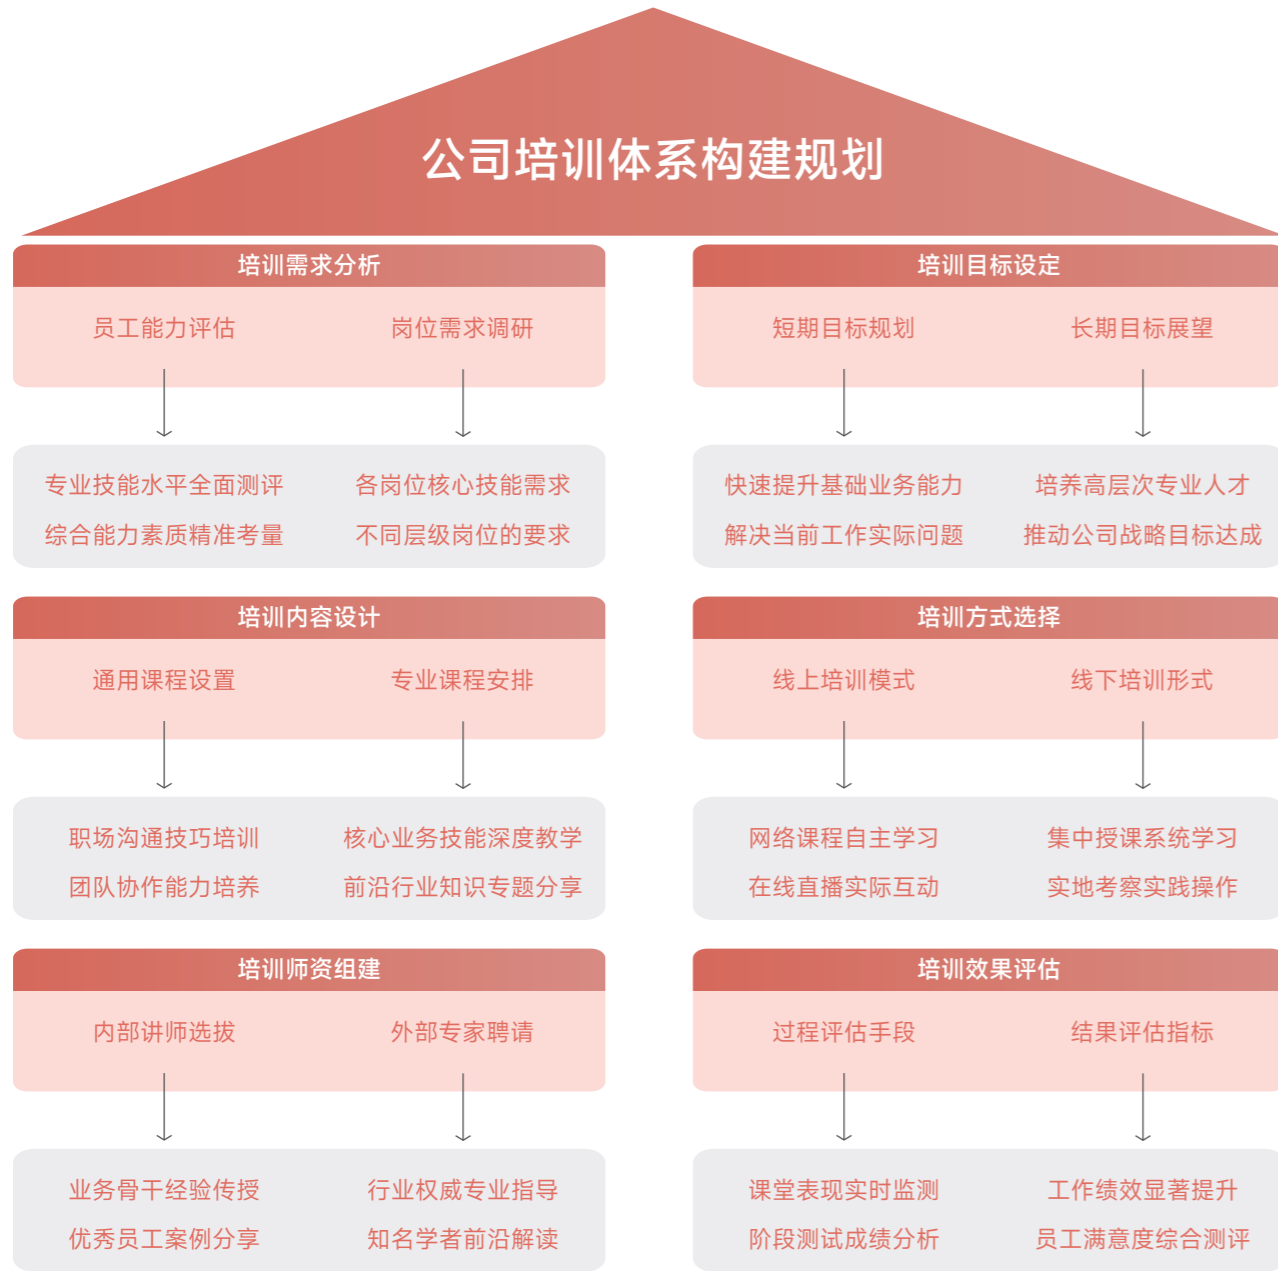 公司培训体系构建规划
培训需求分析
员工能力评估
岗位需求调研
专业技能水平全面测评
综合能力素质精准考量
各岗位核心技能需求
不同层级岗位的要求
培训目标设定
短期目标规划
长期目标展望
快速提升基础业务能力
解决当前工作实际问题
培养高层次专业人才
推动公司战略目标达成
培训内容设计
通用课程设置
专业课程安排
职场沟通技巧培训
团队协作能力培养
核心业务技能深度教学
前沿行业知识专题分享
培训方式选择
线上培训模式
线下培训形式
网络课程自主学习
在线直播实际互动
集中授课系统学习
实地考察实践操作
培训师资组建
内部讲师选拔
外部专家聘请
业务骨干经验传授
优秀员工案例分享
行业权威专业指导
知名学者前沿解读
培训效果评估
过程评估手段
结果评估指标
课堂表现实时监测
阶段测试成绩分析
工作绩效显著提升
员工满意度综合测评